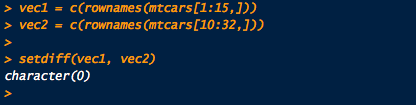 > vec1 = c(rownames(mtcars[1:15,]))
> vec2 = c(rownames(mtcars[10:32,]))
>
> setdiff(vec1, vec2)
character(0)
>